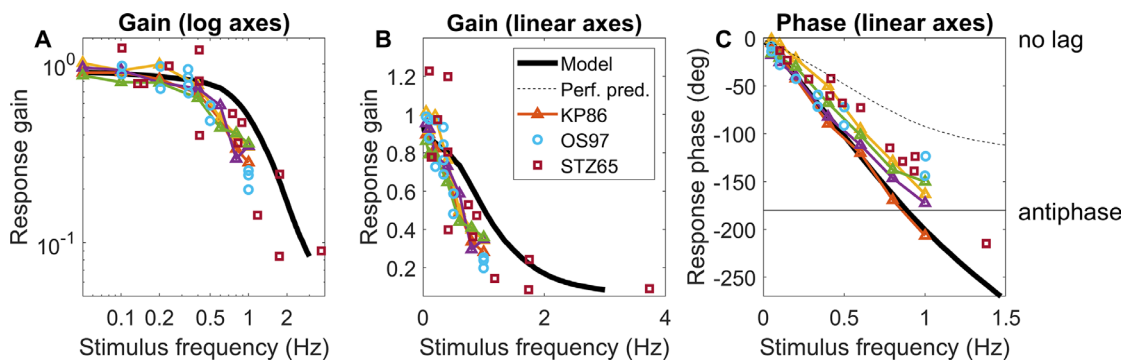 A
Gain (log axes)
10^0
10^-1
Response gain
0.1 0.2 0.5 1 2
Stimulus frequency (Hz)
B
Gain (linear axes)
1.2
1
0.8
0.6
0.4
0.2
Response gain
0 2 4
Stimulus frequency (Hz)
Model
Perf. pred.
KP86
OS97
STZ65
C
Phase (linear axes)
0
-50
-100
-150
-200
-250
Response phase (deg)
0 0.5 1 1.5
Stimulus frequency (Hz)
no lag
antiphase